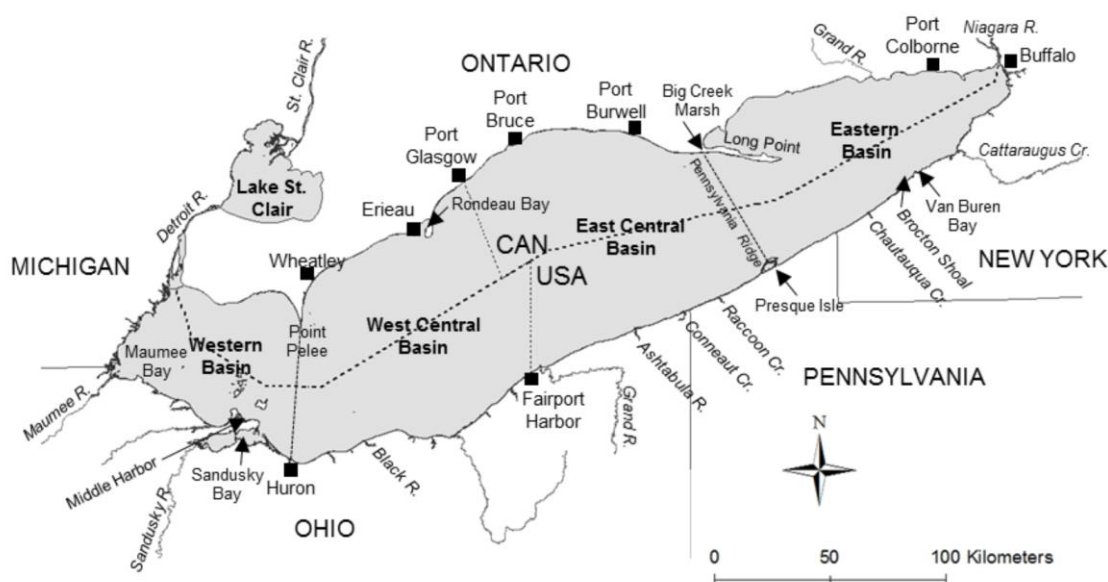 Niagara R.
Port
Colborne
Buffalo
Grand R.
St. Clair R.
ONTARIO
Port
Burwell
Big Creek
Marsh
Port
Bruce
Long Point
Eastern
Basin
Port
Glasgow
Cattaraugus Cr.
Lake St.
Clair
Pennsylvania Ridge
Van Buren
Bay
Detroit R.
Erieau
Rondeau Bay
East Central
Basin
Brocton Shoal
Chautauqua Cr.
CAN
USA
MICHIGAN
Wheatley
NEW YORK
Presque Isle
West Central
Basin
Point
Pelee
Western
Basin
Maumee
Bay
Raccoon Cr.
Conneaut Cr.
Ashtabula R.
PENNSYLVANIA
Maumee R.
Fairport
Harbor
Grand R.
N
Middle Harbor
Sandusky
Bay
Huron
Black R.
Sandusky R.
OHIO
0 50 100 Kilometers